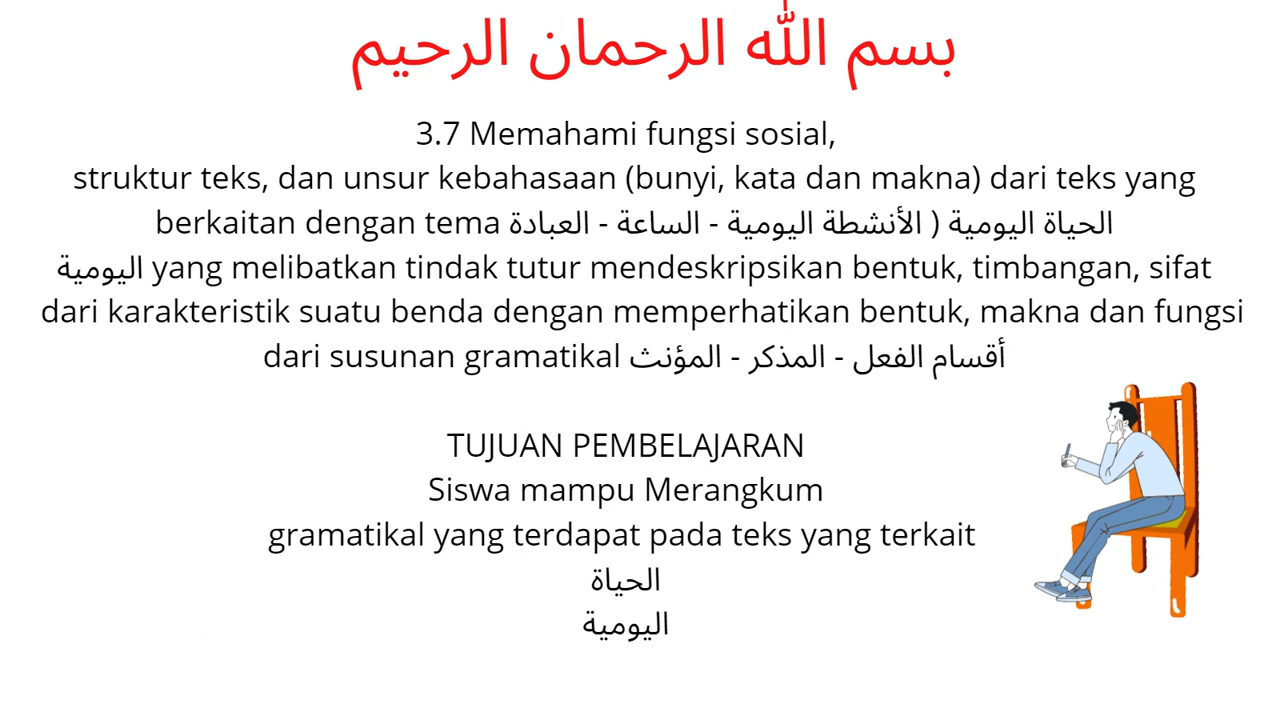 بسم الله الرحمان الرحيم
3.7 Memahami fungsi sosial,
struktur teks, dan unsur kebahasaan (bunyi, kata dan makna) dari teks yang
berkaitan dengan tema الحياة اليومية ( الأنشطة اليومية - الساعة - العبادة
اليومية yang melibatkan tindak tutur mendeskripsikan bentuk, timbangan, sifat
dari karakteristik suatu benda dengan memperhatikan bentuk, makna dan fungsi
dari susunan gramatikal أقسام الفعل - المذكر - المؤنث
TUJUAN PEMBELAJARAN
Siswa mampu Merangkum
gramatikal yang terdapat pada teks yang terkait
الحياة
اليومية